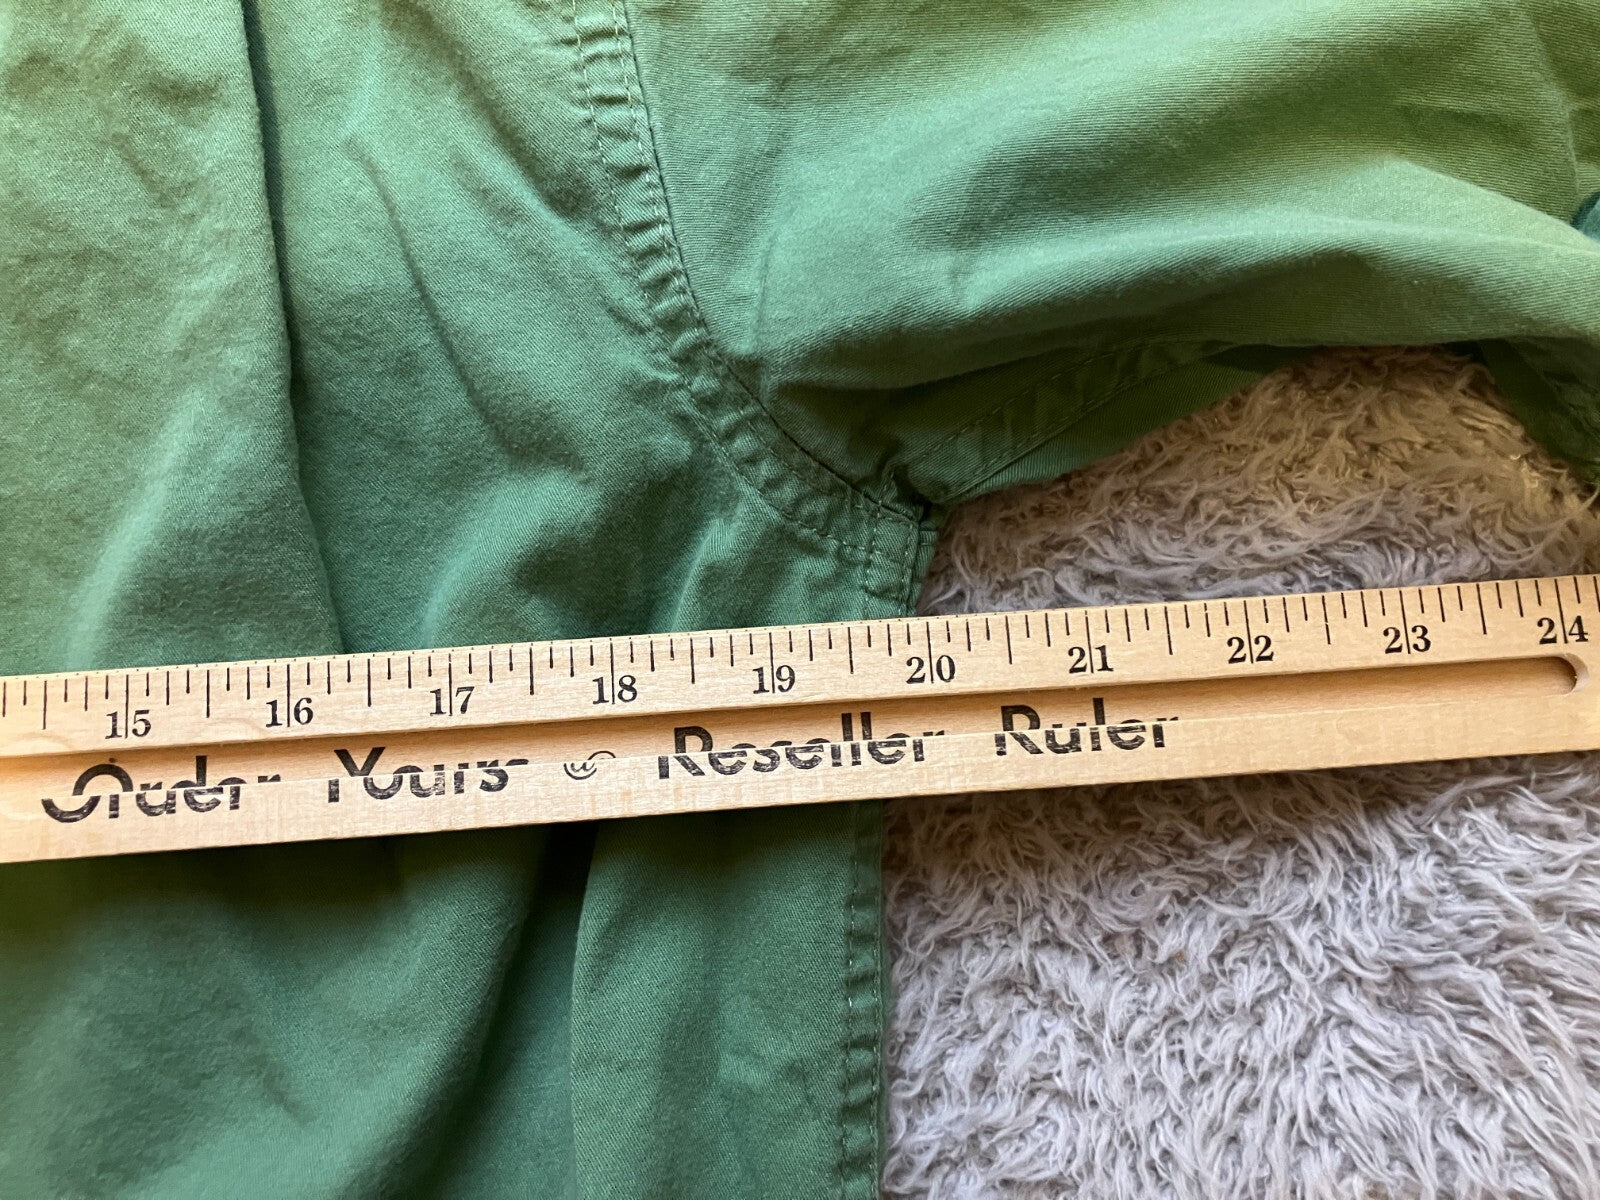 15 16 17 18 19 20 21 22 23 24
Order Yours Reseller Ruler